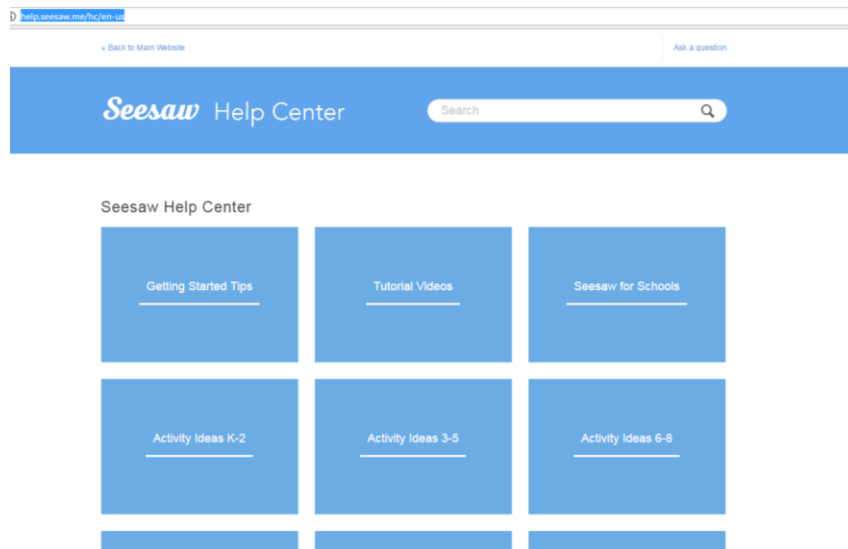 help.seesaw.me/hc/en-us
« Back to Main Website Ask a question
Seesaw Help Center Search
Seesaw Help Center
Getting Started Tips Tutorial Videos Seesaw for Schools
Activity Ideas K-2 Activity Ideas 3-5 Activity Ideas 6-8